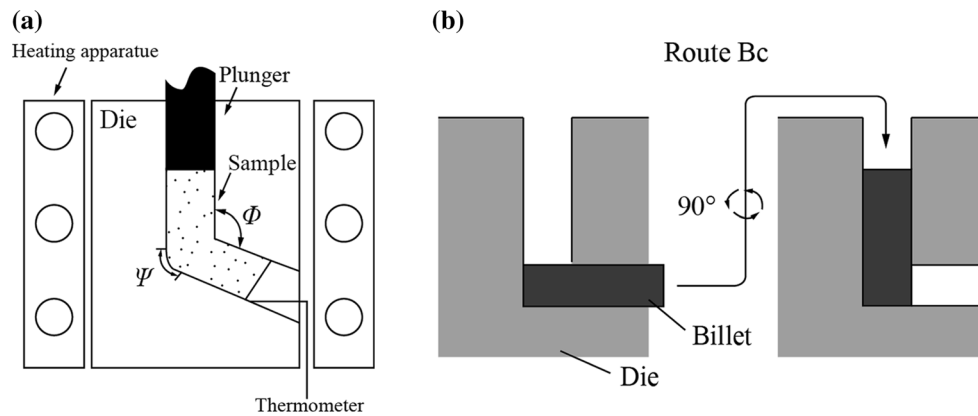 (a)
Heating apparatue
Plunger
Die
Sample
Φ
Ψ
Thermometer
(b)
Route Bc
90°
Billet
Die